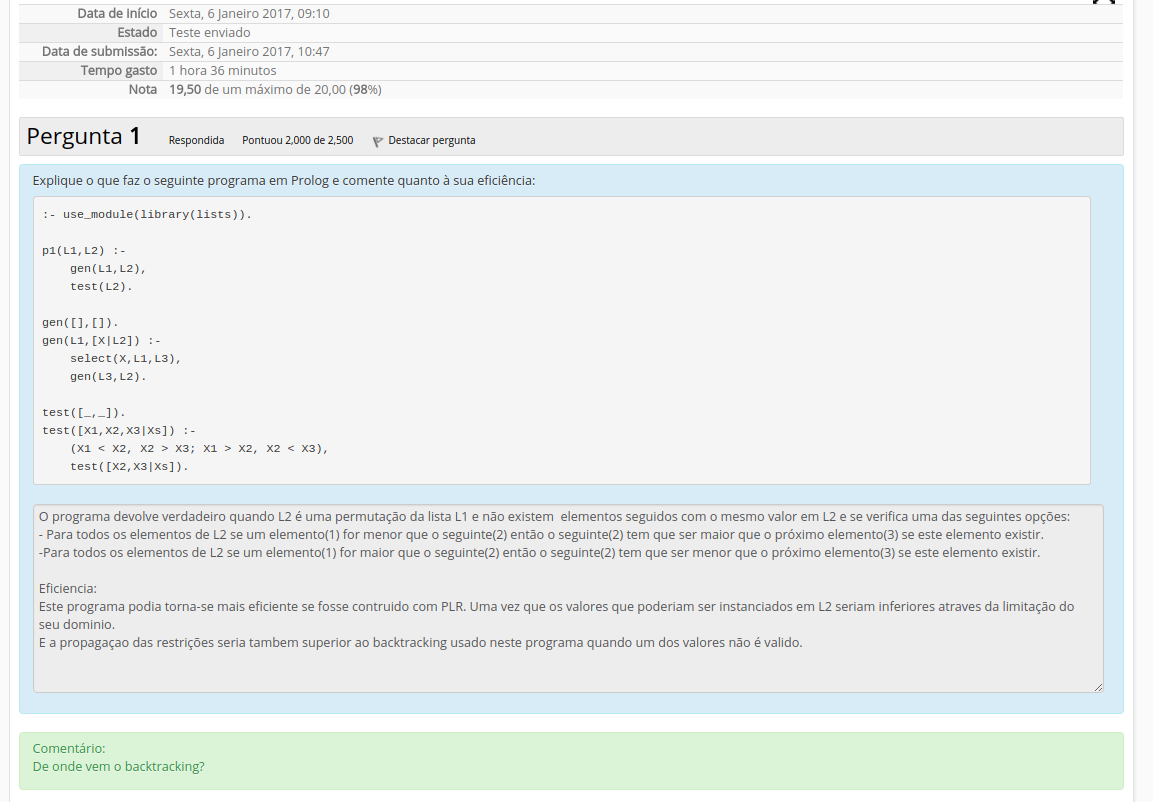 Data de início Sexta, 6 Janeiro 2017, 09:10
Estado Teste enviado
Data de submissão: Sexta, 6 Janeiro 2017, 10:47
Tempo gasto 1 hora 36 minutos
Nota 19,50 de um máximo de 20,00 (98%)
Pergunta 1 Respondida Pontuou 2,000 de 2,500 Destacar pergunta
Explique o que faz o seguinte programa em Prolog e comente quanto à sua eficiência:
:- use_module(library(lists)).
p1(L1,L2) :-
gen(L1,L2),
test(L2).
gen([],[]).
gen(L1,[X|L2]) :-
select(X,L1,L3),
gen(L3,L2).
test([_,_]).
test([X1,X2,X3|Xs]) :-
(X1 < X2, X2 > X3; X1 > X2, X2 < X3),
test([X2,X3|Xs]).
O programa devolve verdadeiro quando L2 é uma permutação da lista L1 e não existem  elementos seguidos com o mesmo valor em L2 e se verifica uma das seguintes opções:
- Para todos os elementos de L2 se um elemento(1) for menor que o seguinte(2) então o seguinte(2) tem que ser maior que o próximo elemento(3) se este elemento existir.
-Para todos os elementos de L2 se um elemento(1) for maior que o seguinte(2) então o seguinte(2) tem que ser menor que o próximo elemento(3) se este elemento existir.
Eficiencia:
Este programa podia torna-se mais eficiente se fosse contruido com PLR. Uma vez que os valores que poderiam ser instanciados em L2 seriam inferiores atraves da limitação do
seu dominio.
E a propagaçao das restrições seria tambem superior ao backtracking usado neste programa quando um dos valores não é valido.
Comentário:
De onde vem o backtracking?